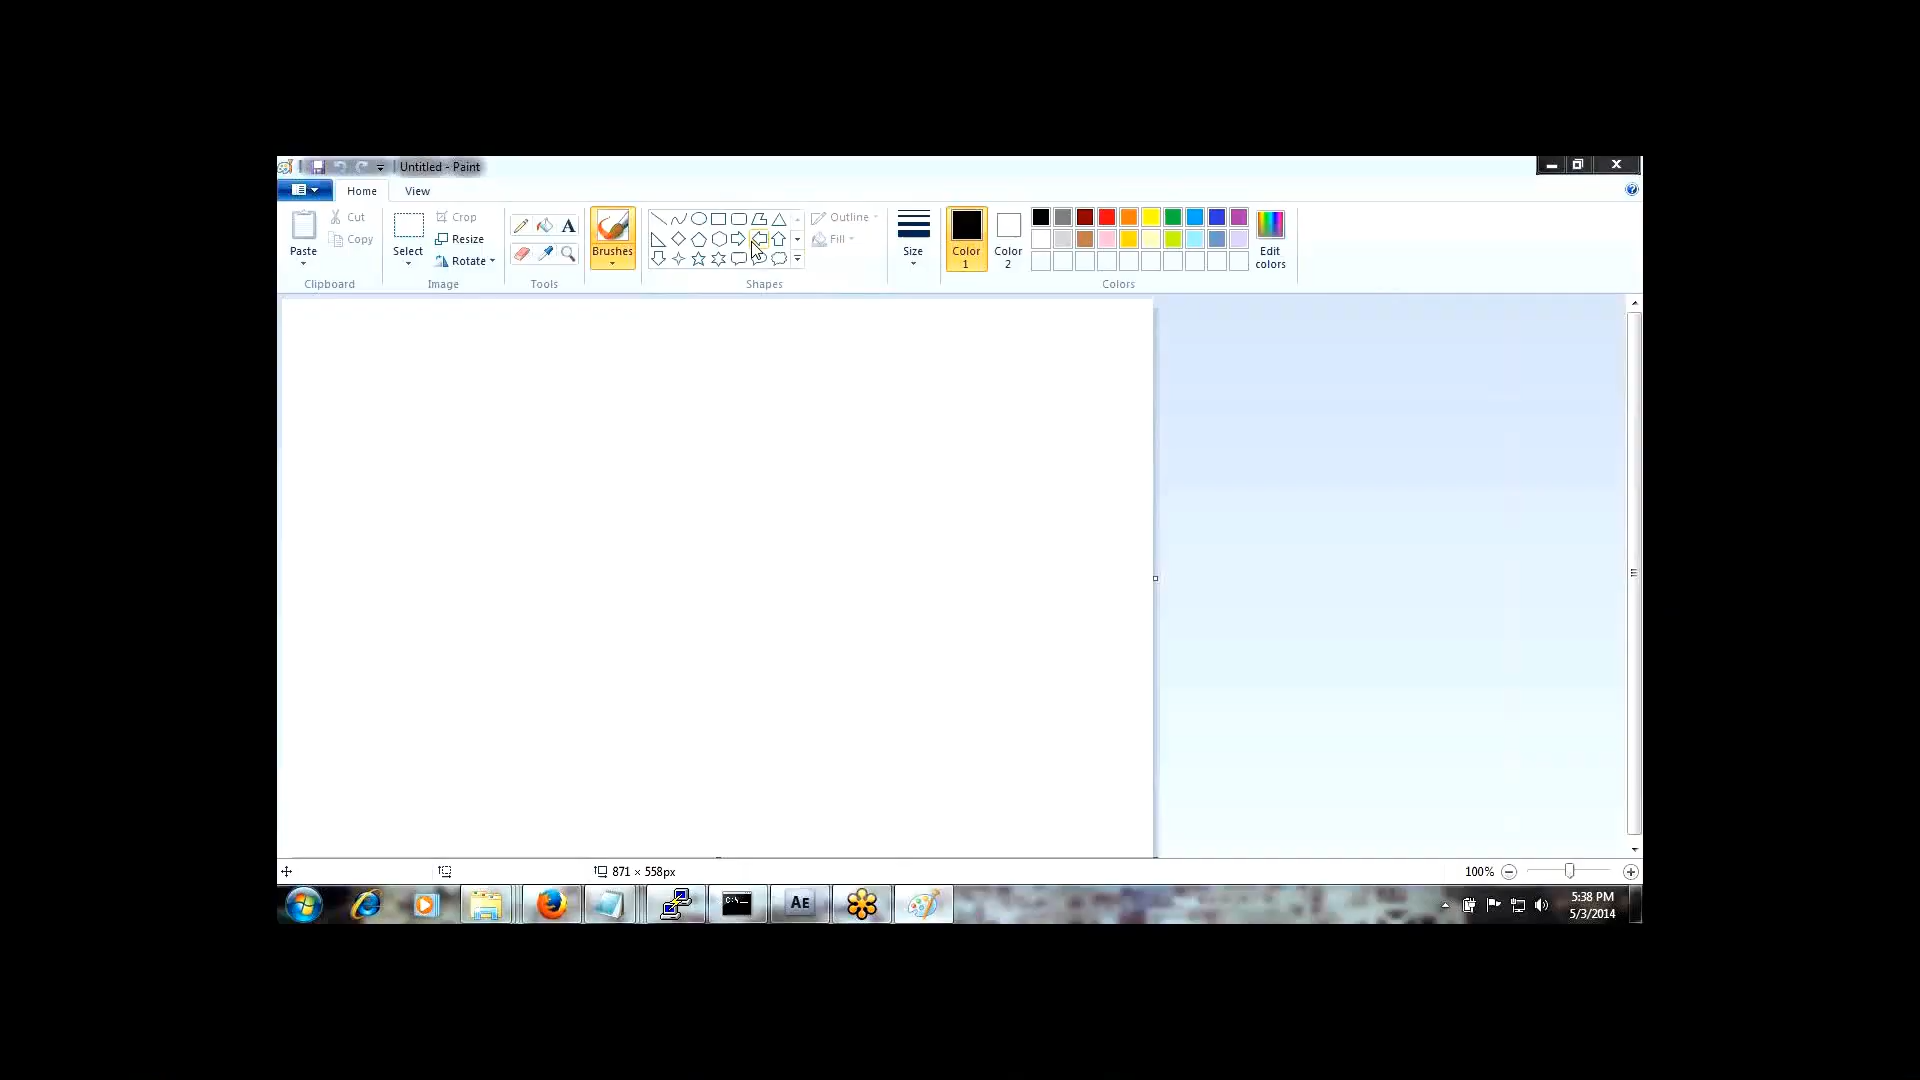 Untitled - Paint
Home
View
Cut
Crop
Outline
Copy
Resize
Fill
Paste
Select
Rotate
A
Brushes
Size
Color
1
Color
2
Edit
colors
Clipboard
Image
Tools
Shapes
Colors
871 × 558px
100%
C:\_
AE
5:38 PM
5/3/2014